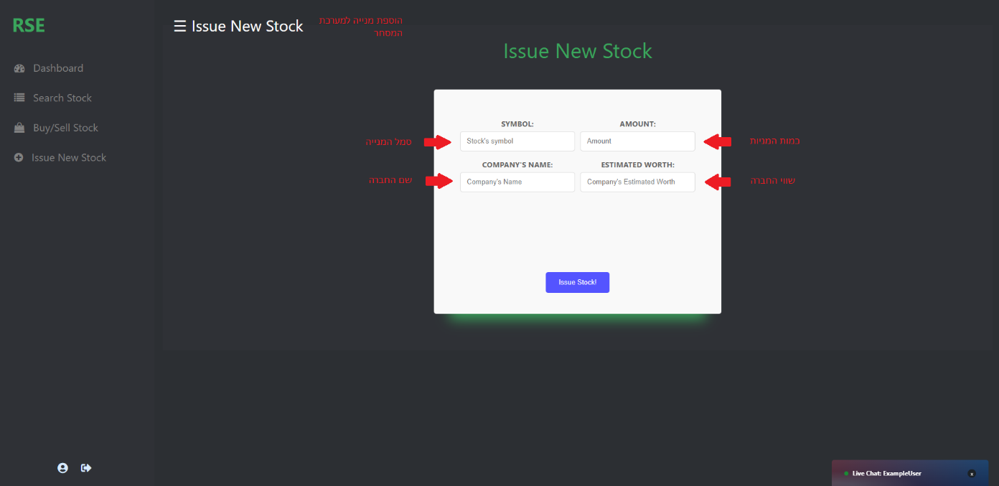 RSE
Dashboard
Search Stock
Buy/Sell Stock
Issue New Stock
☰ Issue New Stock
הוספת מנייה למערבת
המסחר
Issue New Stock
SYMBOL:
AMOUNT:
סמל המנייה
Stock's symbol
Amount
כמות המניות
COMPANY`S NAME:
ESTIMATED WORTH:
שם החברה
Company's Name
Company's Estimated Worth
שווי החברה
Issue Stock!
Live Chat: ExampleUser
x